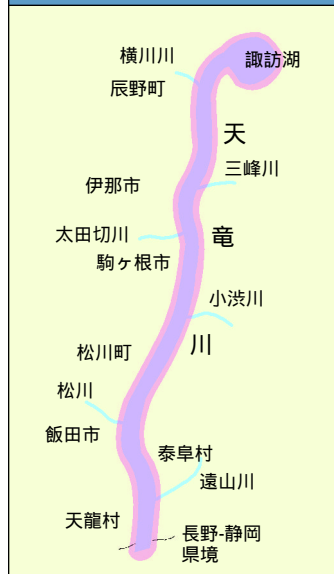 横川川
諏訪湖
辰野町
天
三峰川
伊那市
太田切川
竜
駒ヶ根市
小渋川
川
松川町
松川
飯田市
泰阜村
遠山川
天龍村
長野-静岡
県境